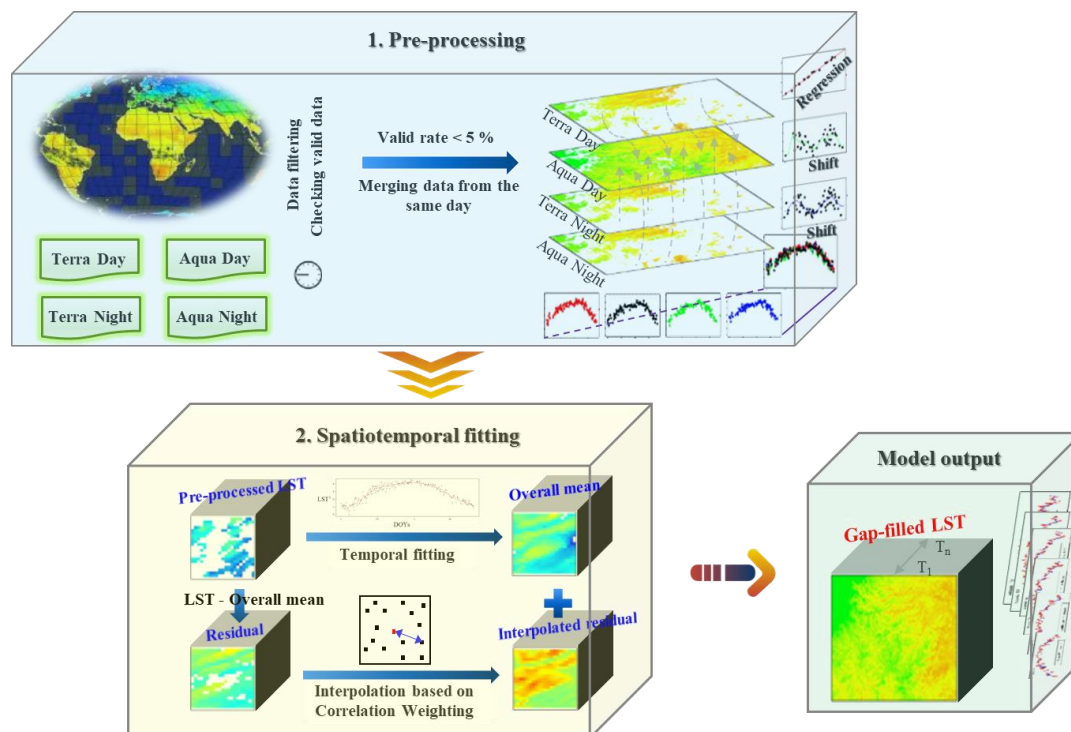 1. Pre-processing
Terra Day
Aqua Day
Terra Night
Aqua Night
Data filtering
Checking valid data
Valid rate < 5 %
Merging data from the
same day
Terra Day
Aqua Day
Terra Night
Aqua Night
Regression
Shift
Shift
2. Spatiotemporal fitting
Pre-processed LST
LST
DOYs
Overall mean
Temporal fitting
LST - Overall mean
Residual
Interpolated residual
Interpolation based on
Correlation Weighting
Model output
Gap-filled LST
Tn
T1